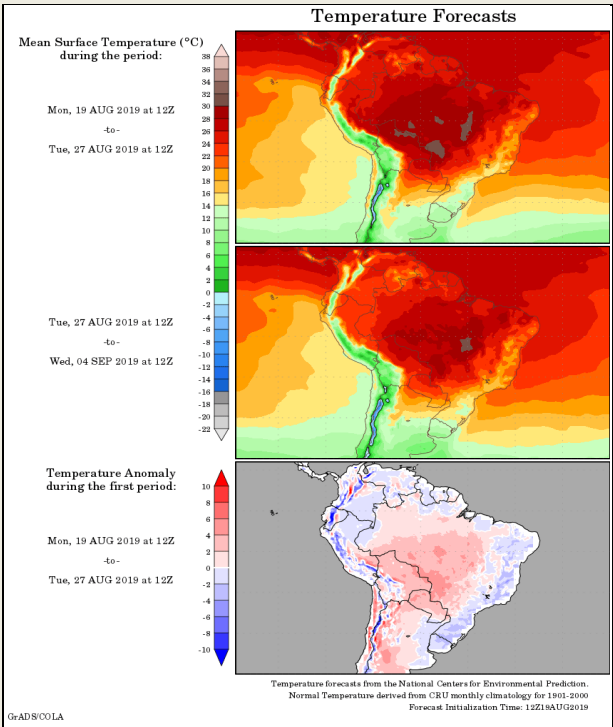 Temperature Forecasts
Mean Surface Temperature (°C)
during the period:
Mon, 19 AUG 2019 at 12Z
-to-
Tue, 27 AUG 2019 at 12Z
38
36
34
32
30
28
26
24
22
20
18
16
14
12
10
8
6
4
2
0
-2
-4
-6
-8
-10
-12
-14
-16
-18
-20
-22
Tue, 27 AUG 2019 at 12Z
-to-
Wed, 04 SEP 2019 at 12Z
Temperature Anomaly
during the first period:
Mon, 19 AUG 2019 at 12Z
-to-
Tue, 27 AUG 2019 at 12Z
10
8
6
4
2
0
-2
-4
-6
-8
-10
Temperature forecasts from the National Centers for Environmental Prediction.
Normal Temperature derived from CRU monthly climatology for 1901-2000
Forecast Initialization Time: 12Z19AUG2019
GrADS/COLA